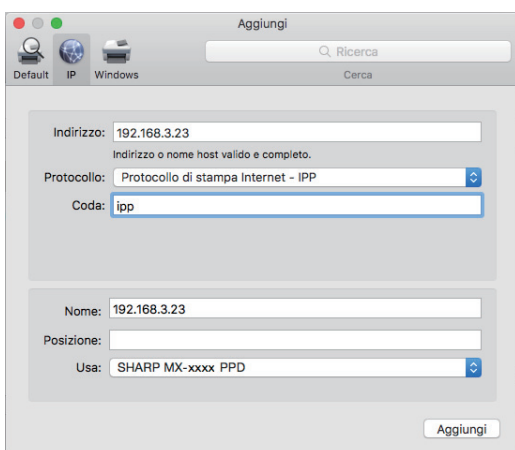 Aggiungi
Ricerca
Default IP Windows Cerca
Indirizzo: 192.168.3.23
Indirizzo o nome host valido e completo.
Protocollo: Protocollo di stampa Internet - IPP
Coda: ipp
Nome: 192.168.3.23
Posizione:
Usa: SHARP MX-xxxx PPD
Aggiungi